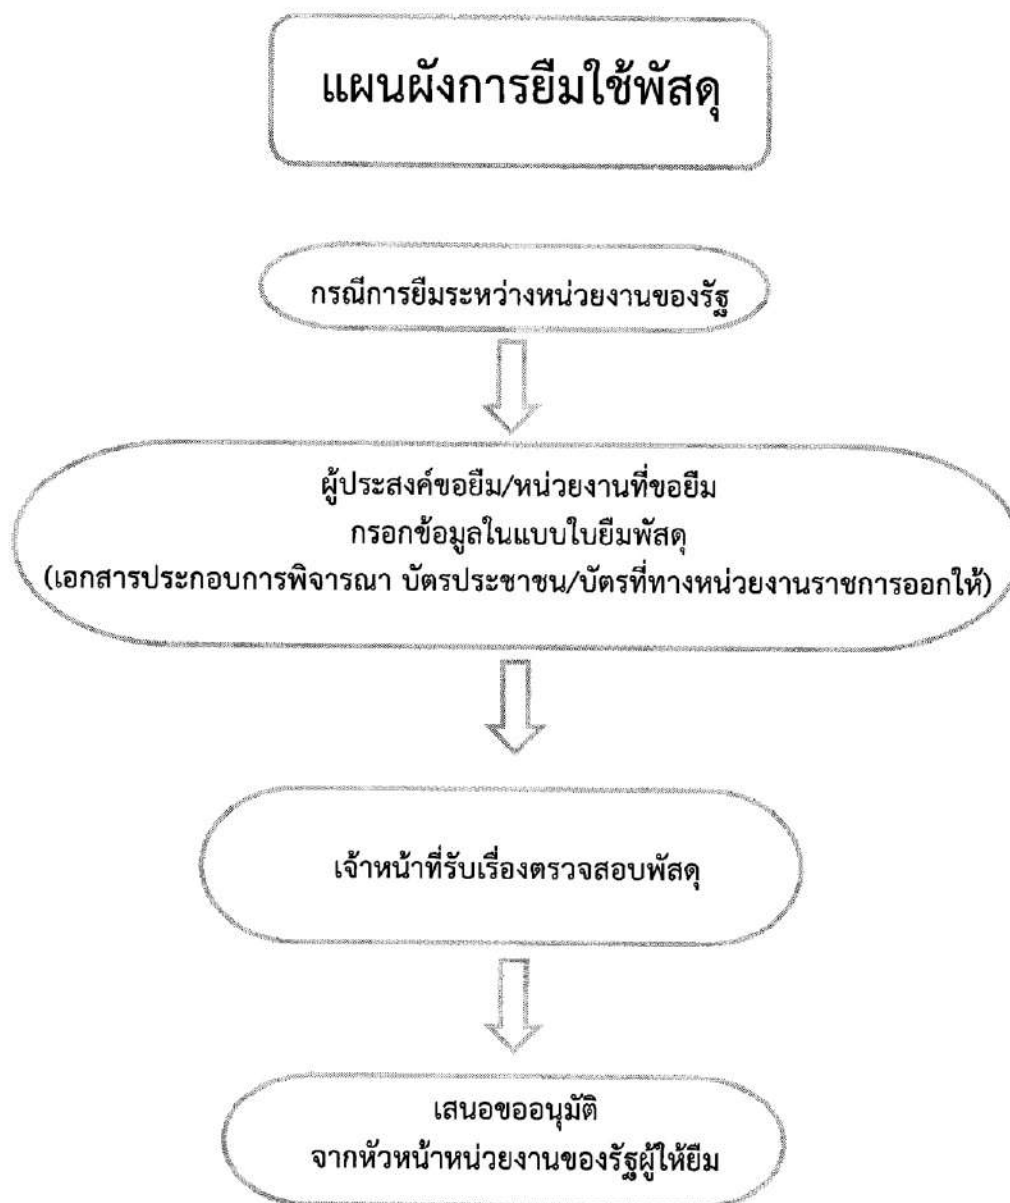 แผนผังการยืมใช้พัสดุ
กรณีการยืมระหว่างหน่วยงานของรัฐ
ผู้ประสงค์ขอยืม/หน่วยงานที่ขอยืม
กรอกข้อมูลในแบบใบยืมพัสดุ
(เอกสารประกอบการพิจารณา บัตรประชาชน/บัตรที่ทางหน่วยงานราชการออกให้)
เจ้าหน้าที่รับเรื่องตรวจสอบพัสดุ
เสนอขออนุมัติ
จากหัวหน้าหน่วยงานของรัฐผู้ให้ยืม